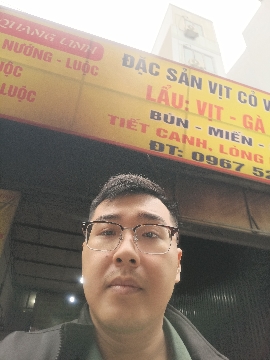 QUANG LINH
NƯỚNG - LUỘC
LUỘC
ĐẶC SẢN VỊT CỎ V
LẨU: VỊT - GÀ
BÚN - MIẾN -
TIẾT CANH, LÒNG
ĐT: 0967 52